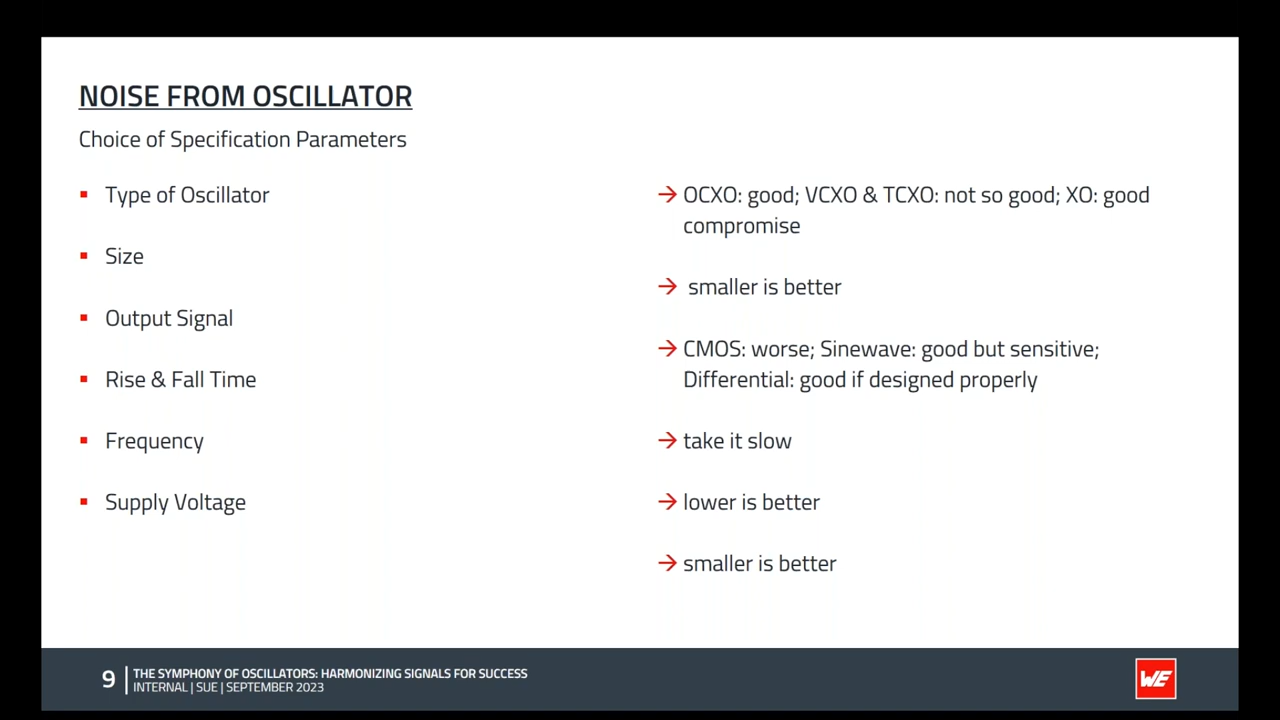 NOISE FROM OSCILLATOR
Choice of Specification Parameters
▪ Type of Oscillator
▪ Size
▪ Output Signal
▪ Rise & Fall Time
▪ Frequency
▪ Supply Voltage
→ OCXO: good; VCXO & TCXO: not so good; XO: good
compromise
→ smaller is better
→ CMOS: worse; Sinewave: good but sensitive;
Differential: good if designed properly
→ take it slow
→ lower is better
→ smaller is better
9
THE SYMPHONY OF OSCILLATORS: HARMONIZING SIGNALS FOR SUCCESS
INTERNAL | SUE | SEPTEMBER 2023
WE